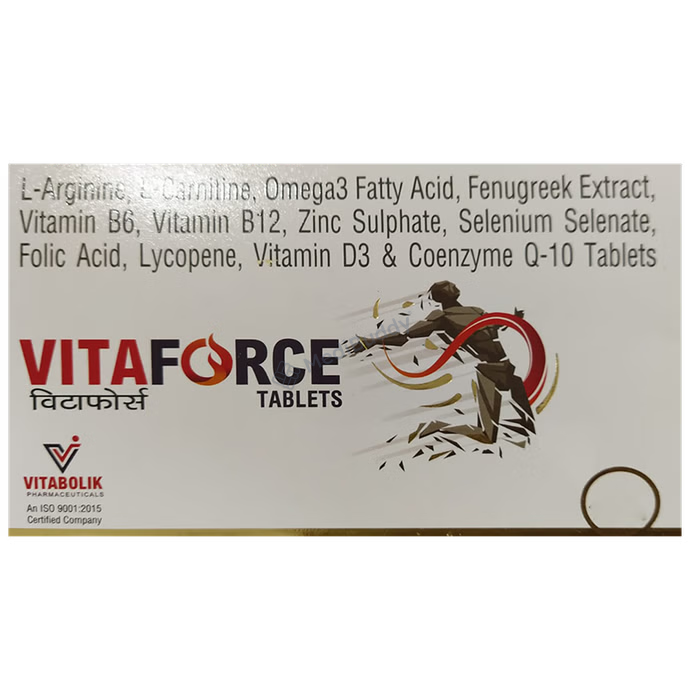 L-Arginine, L-Carnitine, Omega3 Fatty Acid, Fenugreek Extract,
Vitamin B6, Vitamin B12, Zinc Sulphate, Selenium Selenate,
Folic Acid, Lycopene, Vitamin D3 & Coenzyme Q-10 Tablets
VITAFORCE
TABLETS
विटाफोर्स
VITABOLIK
PHARMACEUTICALS
An ISO 9001:2015
Certified Company